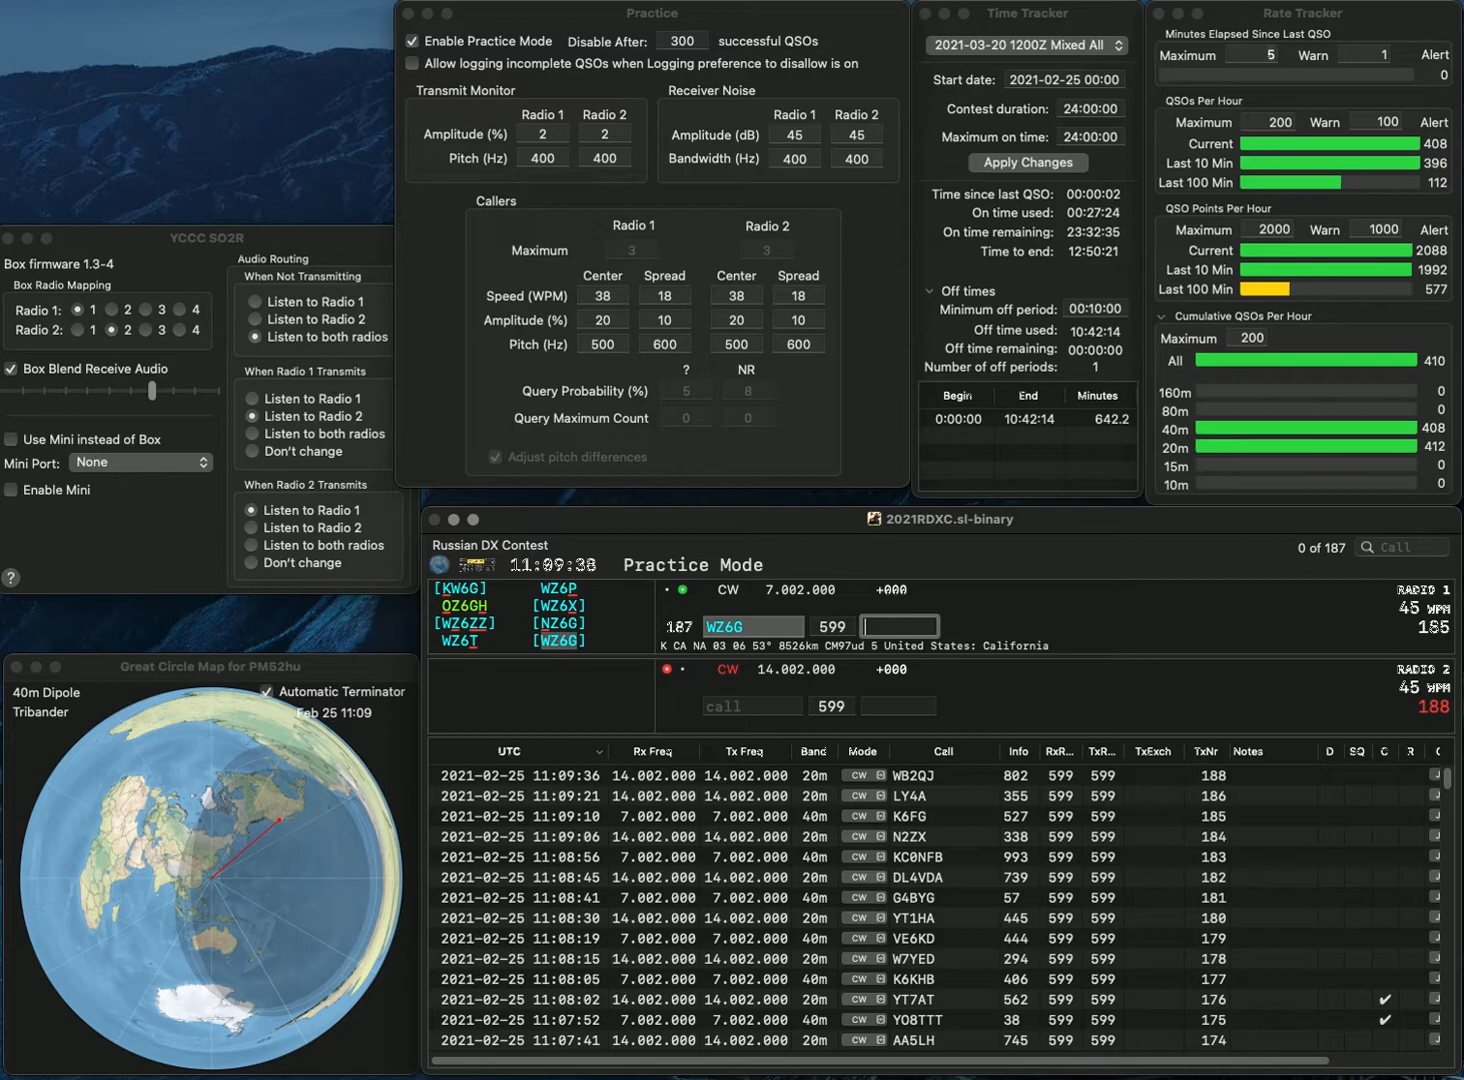 Practice
Enable Practice Mode Disable After: 300 successful QSOs
Allow logging incomplete QSOs when Logging preference to disallow is on
Transmit Monitor
Radio 1 Radio 2
Amplitude (%) 2 2
Pitch (Hz) 400 400
Receiver Noise
Radio 1 Radio 2
Amplitude (dB) 45 45
Bandwidth (Hz) 400 400
Callers
Radio 1 Radio 2
Maximum 3 3
Center Spread Center Spread
Speed (WPM) 38 18 38 18
Amplitude (%) 20 10 20 10
Pitch (Hz) 500 600 500 600
? NR
Query Probability (%) 5 8
Query Maximum Count 0 0
Adjust pitch differences
Time Tracker
2021-03-20 1200Z Mixed All
Start date: 2021-02-25 00:00
Contest duration: 24:00:00
Maximum on time: 24:00:00
Apply Changes
Time since last QSO: 00:00:02
On time used: 00:27:24
On time remaining: 23:32:35
Time to end: 12:50:21
Off times
Minimum off period: 00:10:00
Off time used: 10:42:14
Off time remaining: 00:00:00
Number of off periods: 1
Begin End Minutes
0:00:00 10:42:14 642.2
Rate Tracker
Minutes Elapsed Since Last QSO
Maximum 5 Warn 1 Alert
0
QSOs Per Hour
Maximum 200 Warn 100 Alert
Current 408
Last 10 Min 396
Last 100 Min 112
QSO Points Per Hour
Maximum 2000 Warn 1000 Alert
Current 2088
Last 10 Min 1992
Last 100 Min 577
Cumulative QSOs Per Hour
Maximum 200
All 410
160m 0
80m 0
40m 408
20m 412
15m 0
10m 0
YCCC SO2R
Box firmware 1.3-4
Box Radio Mapping
Radio 1: 1 2 3 4
Radio 2: 1 2 3 4
Box Blend Receive Audio
Use Mini instead of Box
Mini Port: None
Enable Mini
?
Audio Routing
When Not Transmitting
Listen to Radio 1
Listen to Radio 2
Listen to both radios
When Radio 1 Transmits
Listen to Radio 1
Listen to Radio 2
Listen to both radios
Don't change
When Radio 2 Transmits
Listen to Radio 1
Listen to Radio 2
Listen to both radios
Don't change
Great Circle Map for PM52hu
40m Dipole
Tribander
Automatic Terminator
Feb 25 11:09
2021RDXC.sl-binary
Russian DX Contest
0 of 187 Call
11:09:38 Practice Mode
[KW6G] WZ6P
OZ6GH [WZ6X]
[WZ6ZZ] [NZ6G]
WZ6T [WZ6G]
CW 7.002.000 +000 RADIO 1
45 WPM
187 WZ6G 599 185
K CA NA 03 06 53° 8526km CM97ud 5 United States: California
CW 14.002.000 +000 RADIO 2
45 WPM
call 599 188
UTC Rx Freq Tx Freq Band Mode Call Info RxR... TxR... TxExch TxNr Notes D SQ C R
2021-02-25 11:09:36 14.002.000 14.002.000 20m CW WB2QJ 802 599 599 188
2021-02-25 11:09:21 14.002.000 14.002.000 20m CW LY4A 355 599 599 186
2021-02-25 11:09:10 7.002.000 7.002.000 40m CW K6FG 527 599 599 185
2021-02-25 11:09:06 14.002.000 14.002.000 20m CW N2ZX 338 599 599 184
2021-02-25 11:08:56 7.002.000 7.002.000 40m CW KC0NFB 993 599 599 183
2021-02-25 11:08:45 14.002.000 14.002.000 20m CW DL4VDA 739 599 599 182
2021-02-25 11:08:41 7.002.000 7.002.000 40m CW G4BYG 57 599 599 181
2021-02-25 11:08:30 14.002.000 14.002.000 20m CW YT1HA 445 599 599 180
2021-02-25 11:08:19 7.002.000 7.002.000 40m CW VE6KD 444 599 599 179
2021-02-25 11:08:15 14.002.000 14.002.000 20m CW W7YED 294 599 599 178
2021-02-25 11:08:05 7.002.000 7.002.000 40m CW K6KHB 406 599 599 177
2021-02-25 11:08:02 14.002.000 14.002.000 20m CW YT7AT 562 599 599 176 ✔
2021-02-25 11:07:52 7.002.000 7.002.000 40m CW YO8TTT 38 599 599 175 ✔
2021-02-25 11:07:41 14.002.000 14.002.000 20m CW AA5LH 745 599 599 174